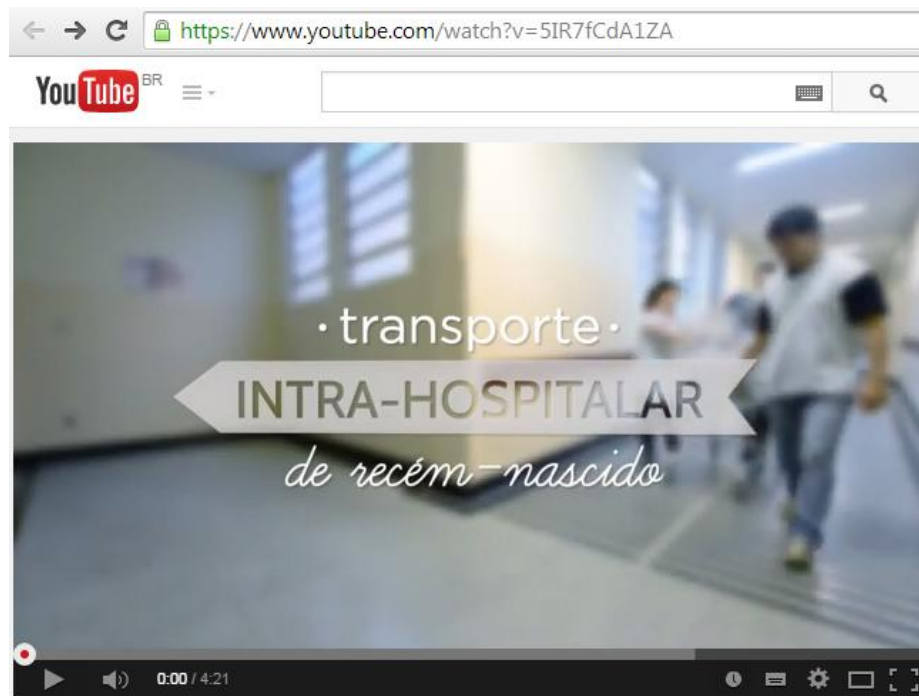 https://www.youtube.com/watch?v=5IR7fCdA1ZA
YouTube BR
·transporte·
INTRA-HOSPITALAR
de recém-nascido
0:00 / 4:21